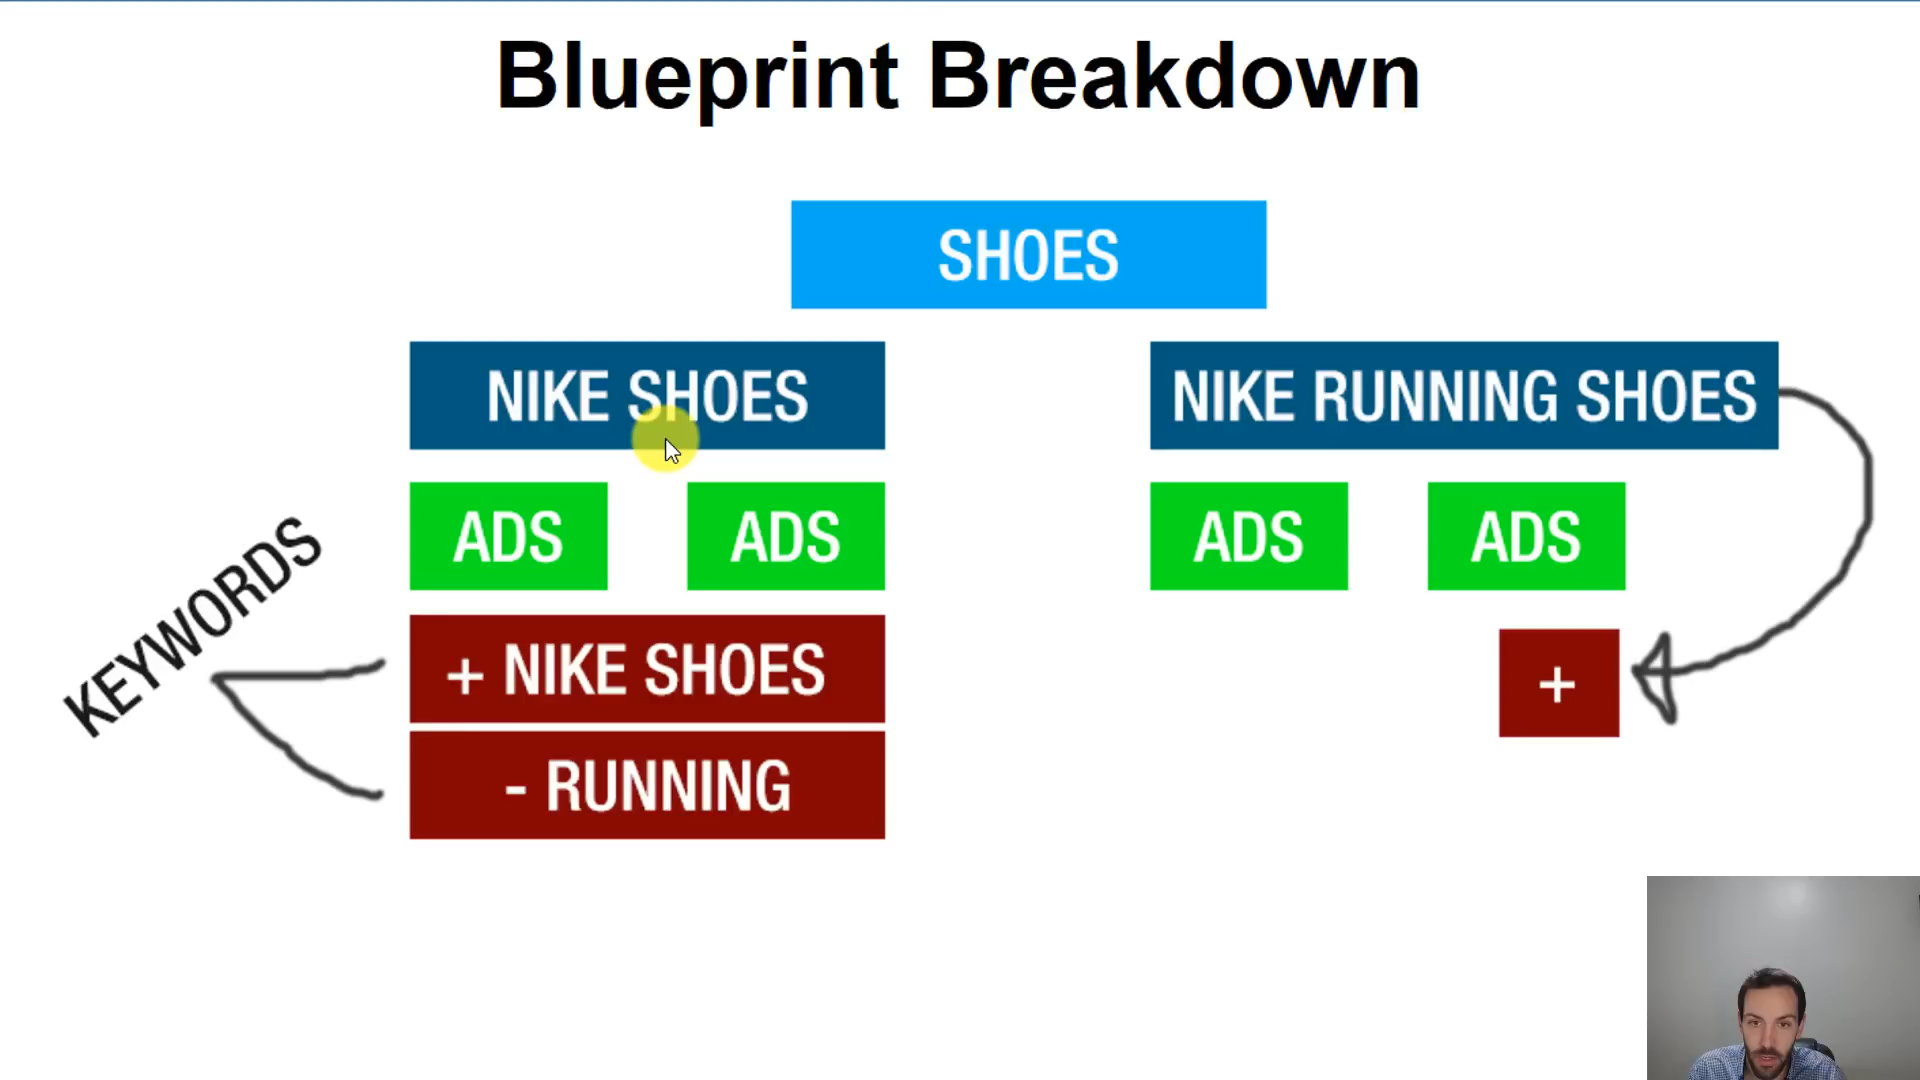 Blueprint Breakdown
SHOES
NIKE SHOES
NIKE RUNNING SHOES
ADS
ADS
ADS
ADS
KEYWORDS
+ NIKE SHOES
+
- RUNNING